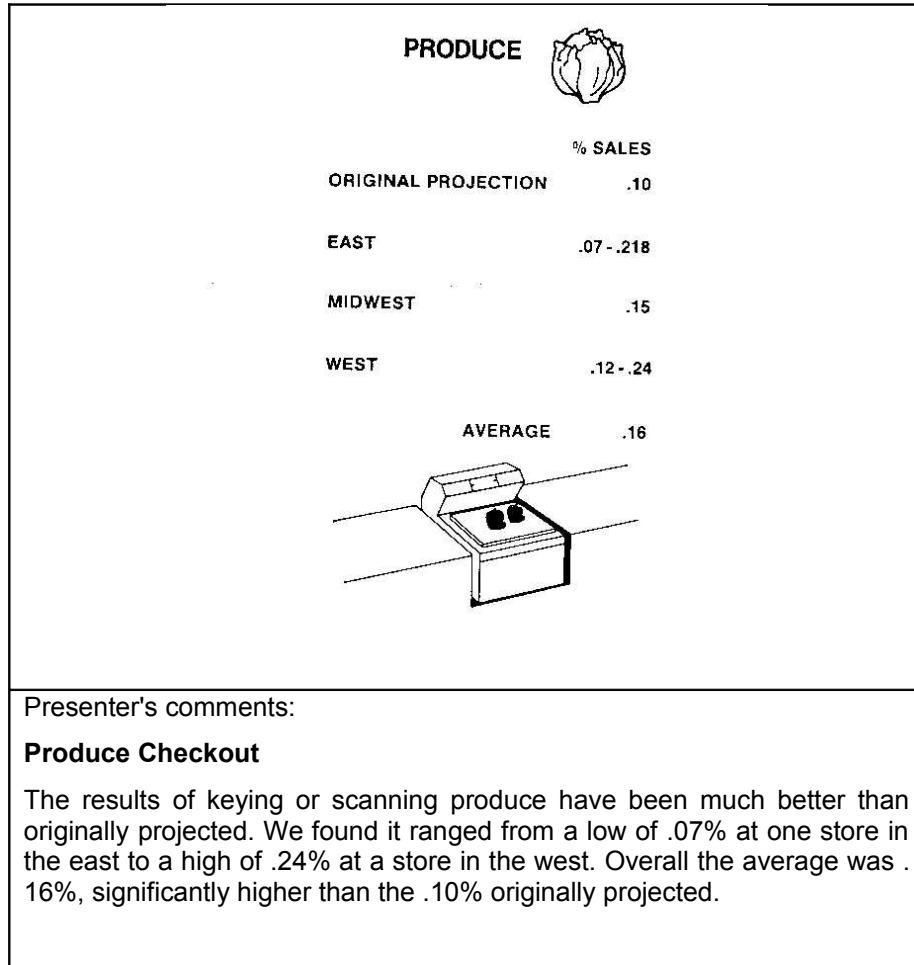 PRODUCE
% SALES
ORIGINAL PROJECTION .10
EAST .07 - .218
MIDWEST .15
WEST .12 - .24
AVERAGE .16
Presenter's comments:
Produce Checkout
The results of keying or scanning produce have been much better than
originally projected. We found it ranged from a low of .07% at one store in
the east to a high of .24% at a store in the west. Overall the average was .
16%, significantly higher than the .10% originally projected.